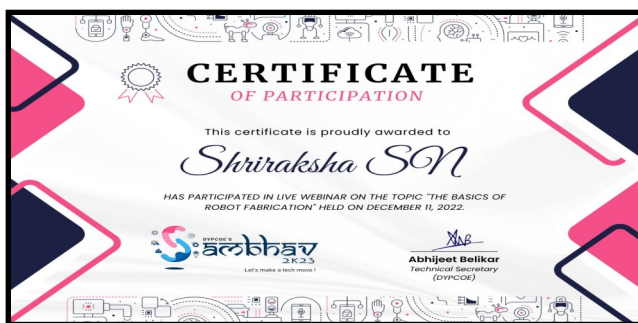 CERTIFICATE
OF PARTICIPATION
This certificate is proudly awarded to
Shriraksha SN
HAS PARTICIPATED IN LIVE WEBINAR ON THE TOPIC "THE BASICS OF
ROBOT FABRICATION" HELD ON DECEMBER 11, 2022.
DYPCOE'S
Sambhav
2K23
Let's make a tech move !
Abhijeet Belikar
Technical Secretary
(DYPCOE)